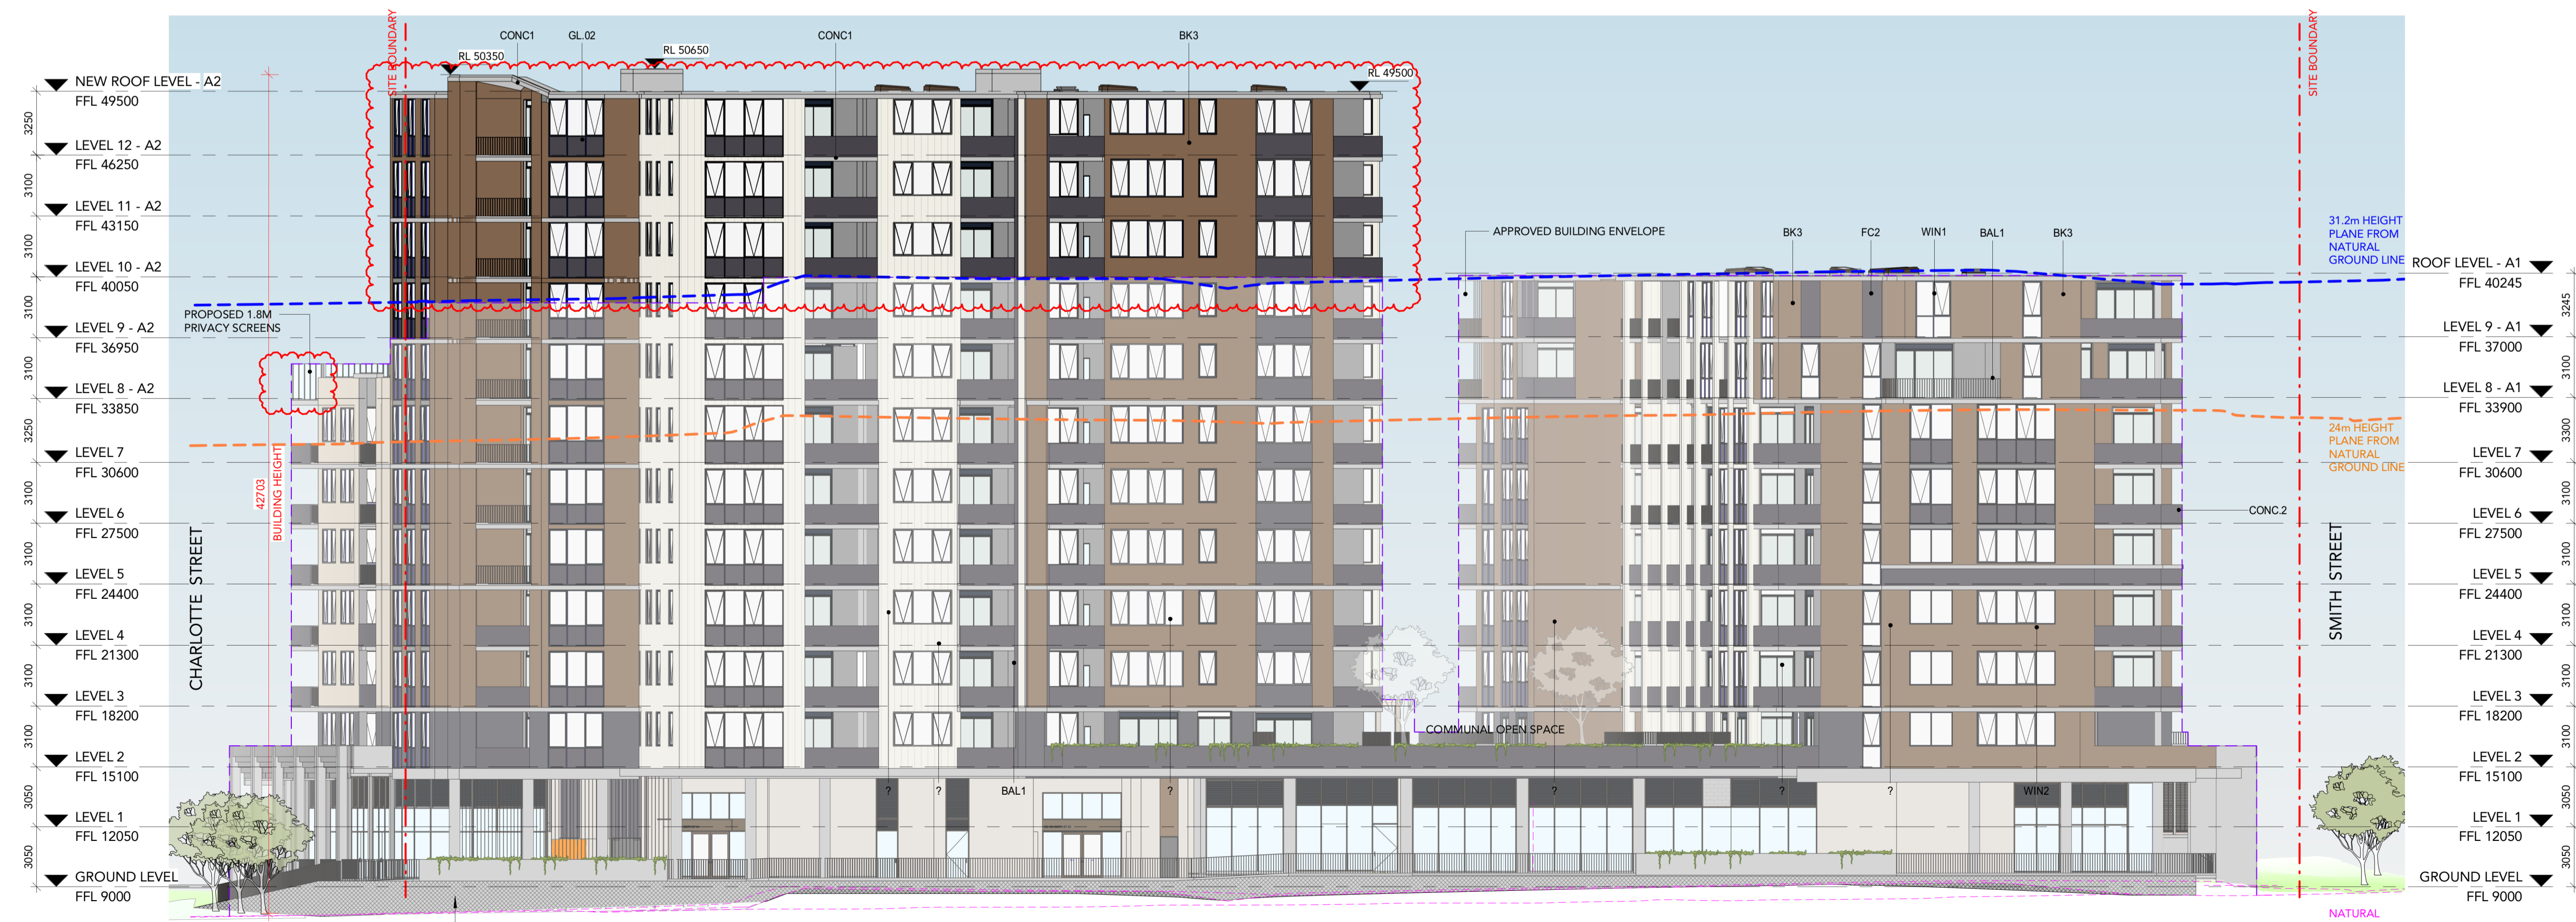 SITE BOUNDARY
SITE BOUNDARY
CONC1
GL.02
CONC1
BK3
RL 50350
RL 50650
RL 49500
NEW ROOF LEVEL - A2
FFL 49500
3250
LEVEL 12 - A2
FFL 46250
3100
LEVEL 11 - A2
FFL 43150
3100
LEVEL 10 - A2
FFL 40050
3100
LEVEL 9 - A2
FFL 36950
3100
LEVEL 8 - A2
FFL 33850
3250
LEVEL 7
FFL 30600
3100
LEVEL 6
FFL 27500
3100
LEVEL 5
FFL 24400
3100
LEVEL 4
FFL 21300
3100
LEVEL 3
FFL 18200
3100
LEVEL 2
FFL 15100
3050
LEVEL 1
FFL 12050
3050
GROUND LEVEL
FFL 9000
PROPOSED 1.8M
PRIVACY SCREENS
42703
BUILDING HEIGHT
CHARLOTTE STREET
APPROVED BUILDING ENVELOPE
BK3
FC2
WIN1
BAL1
BK3
COMMUNAL OPEN SPACE
?
?
BAL1
?
?
?
?
WIN2
CONC.2
SMITH STREET
31.2m HEIGHT
PLANE FROM
NATURAL
GROUND LINE
24m HEIGHT
PLANE FROM
NATURAL
GROUND LINE
ROOF LEVEL - A1
FFL 40245
3245
LEVEL 9 - A1
FFL 37000
3100
LEVEL 8 - A1
FFL 33900
3300
LEVEL 7
FFL 30600
3100
LEVEL 6
FFL 27500
3100
LEVEL 5
FFL 24400
3100
LEVEL 4
FFL 21300
3100
LEVEL 3
FFL 18200
3100
LEVEL 2
FFL 15100
3050
LEVEL 1
FFL 12050
3050
GROUND LEVEL
FFL 9000
NATURAL